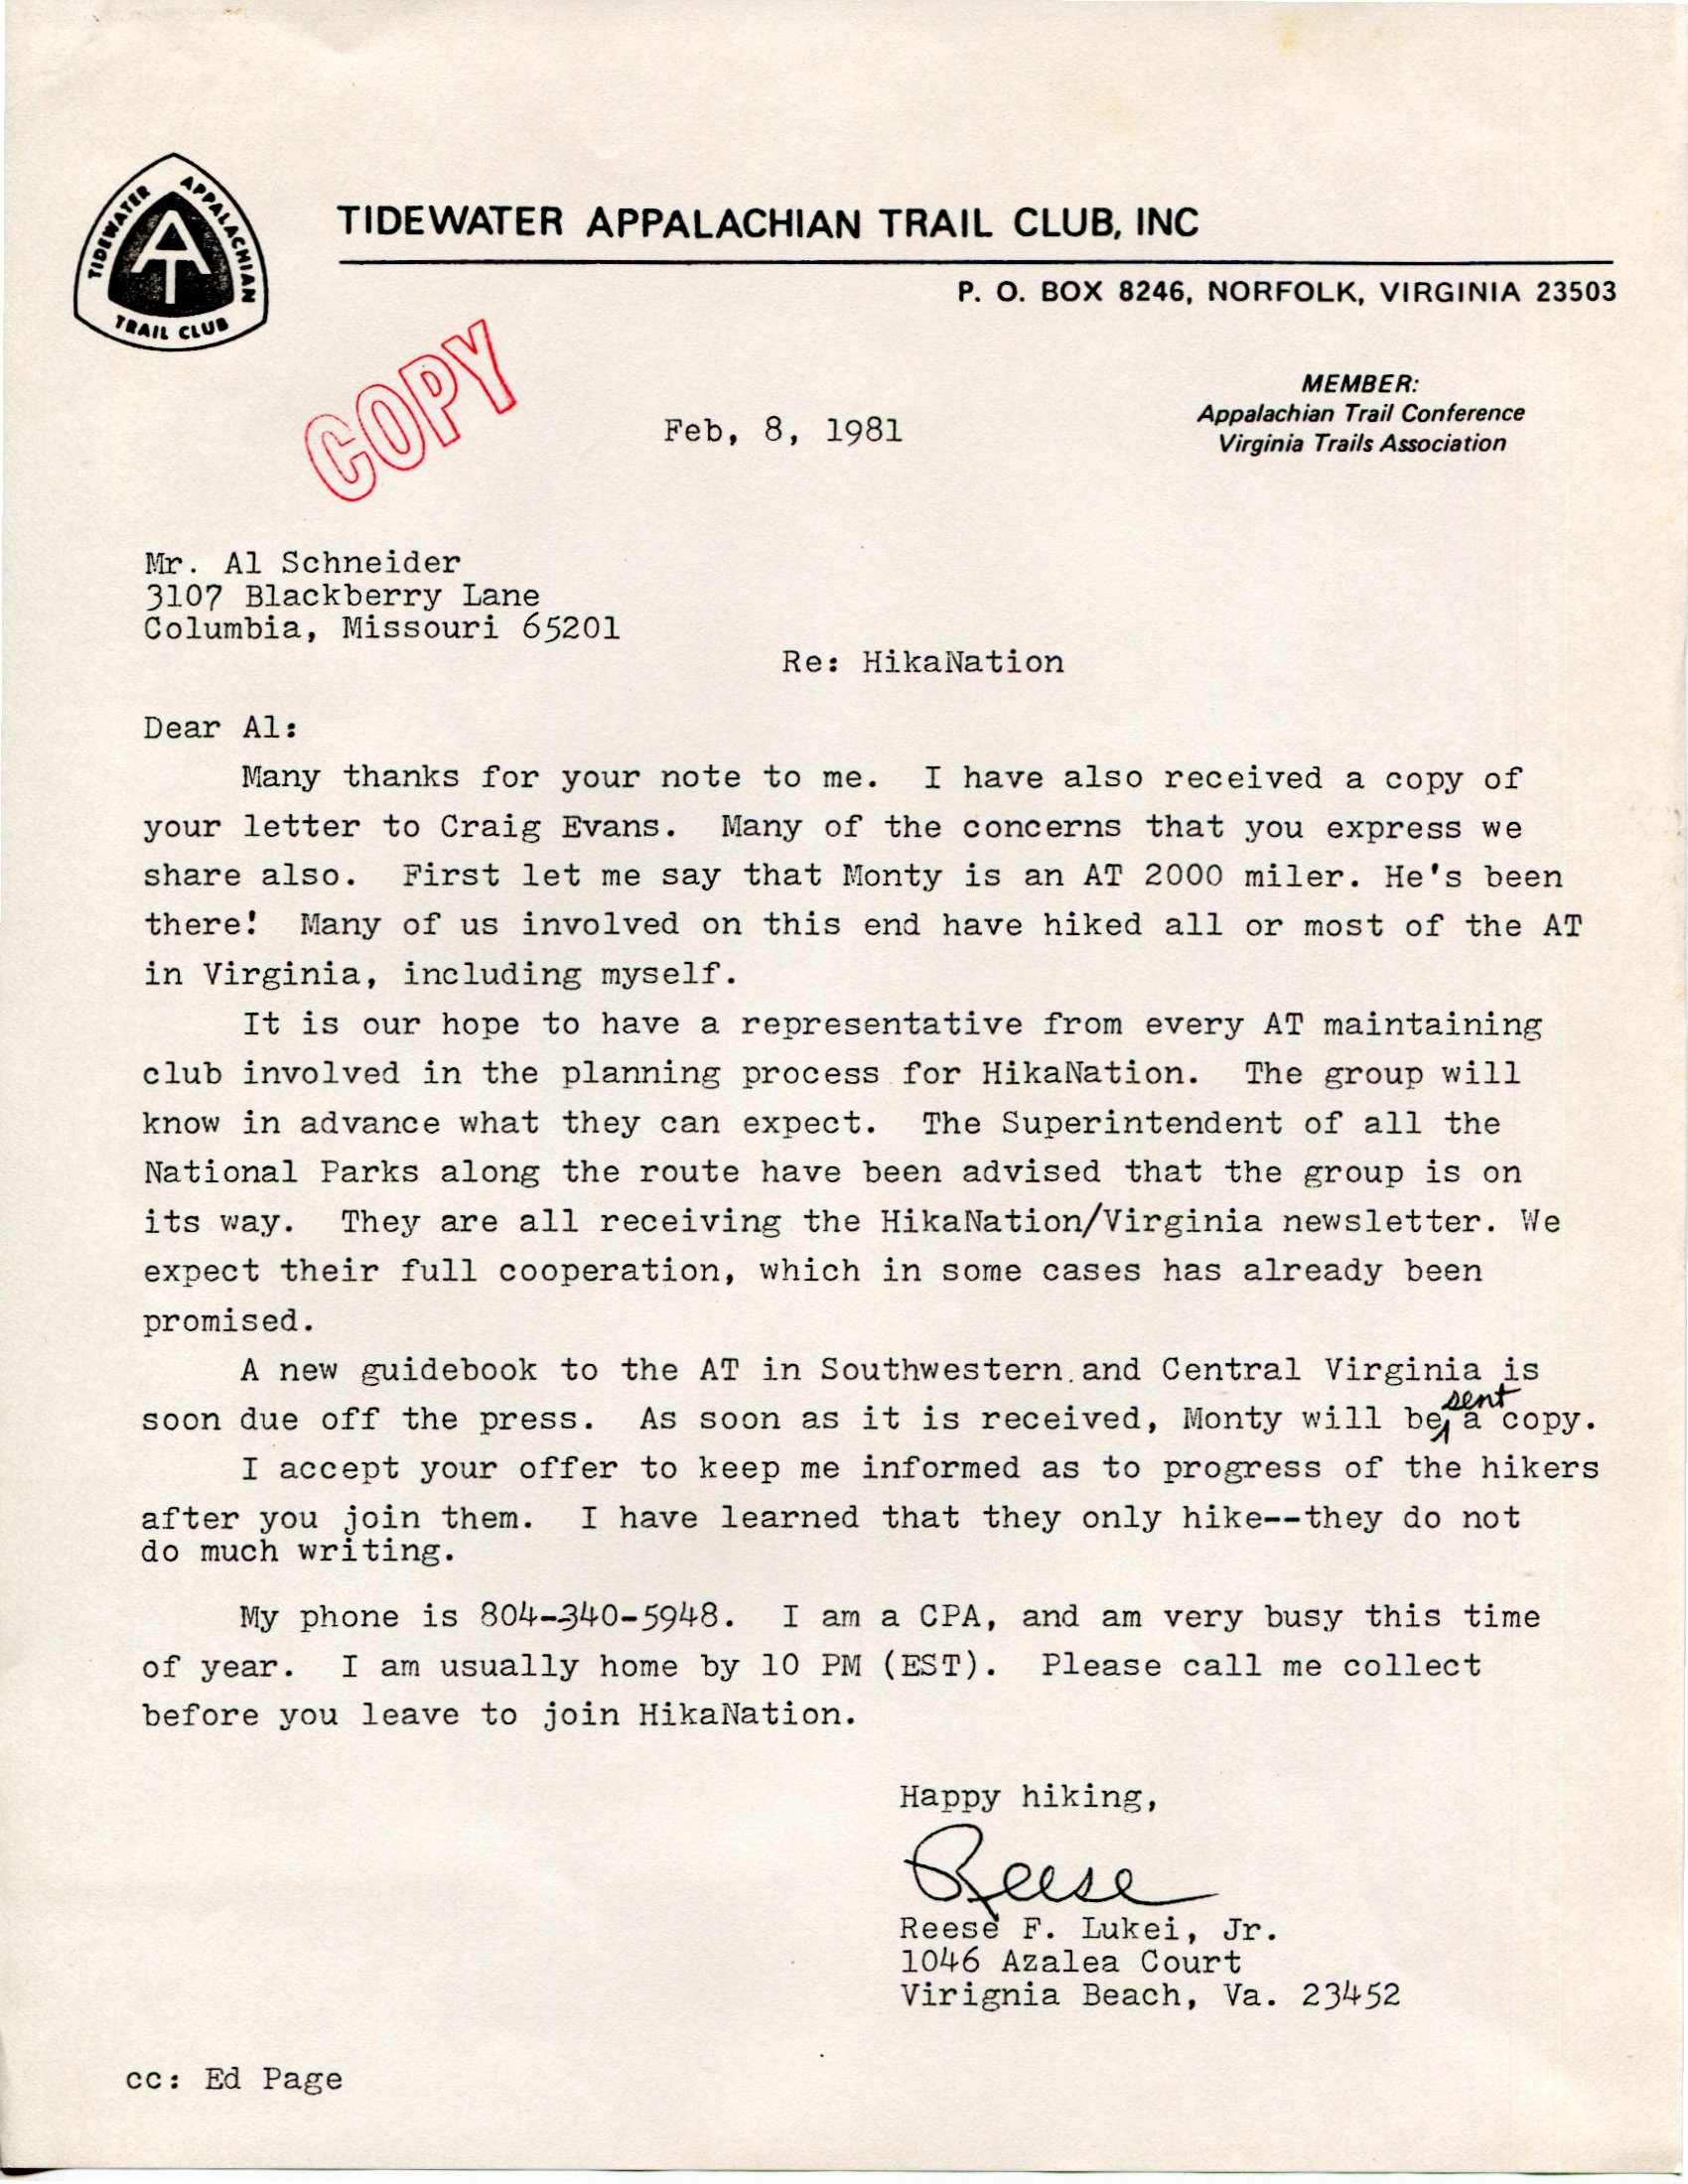 TIDEWATER APPALACHIAN
TRAIL CLUB
AT
TIDEWATER APPALACHIAN TRAIL CLUB, INC
P. O. BOX 8246, NORFOLK, VIRGINIA 23503
COPY
MEMBER:
Appalachian Trail Conference
Virginia Trails Association
Feb, 8, 1981
Mr. Al Schneider
3107 Blackberry Lane
Columbia, Missouri 65201
Re: HikaNation
Dear Al:
Many thanks for your note to me. I have also received a copy of
your letter to Craig Evans. Many of the concerns that you express we
share also. First let me say that Monty is an AT 2000 miler. He's been
there! Many of us involved on this end have hiked all or most of the AT
in Virginia, including myself.
It is our hope to have a representative from every AT maintaining
club involved in the planning process for HikaNation. The group will
know in advance what they can expect. The Superintendent of all the
National Parks along the route have been advised that the group is on
its way. They are all receiving the HikaNation/Virginia newsletter. We
expect their full cooperation, which in some cases has already been
promised.
A new guidebook to the AT in Southwestern and Central Virginia is
soon due off the press. As soon as it is received, Monty will be sent a copy.
I accept your offer to keep me informed as to progress of the hikers
after you join them. I have learned that they only hike--they do not
do much writing.
My phone is 804-340-5948. I am a CPA, and am very busy this time
of year. I am usually home by 10 PM (EST). Please call me collect
before you leave to join HikaNation.
Happy hiking,
Reese
Reese F. Lukei, Jr.
1046 Azalea Court
Virignia Beach, Va. 23452
cc: Ed Page